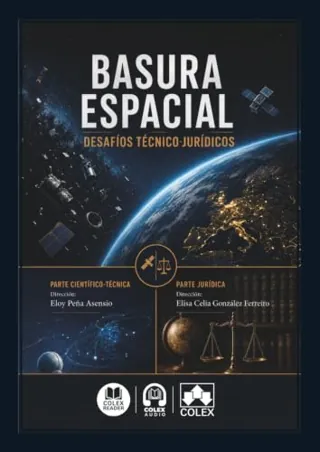 BASURA
ESPACIAL
DESAFÍOS TÉCNICO-JURÍDICOS
PARTE CIENTÍFICO-TÉCNICA
Dirección:
Eloy Peña Asensio
PARTE JURÍDICA
Dirección:
Elisa Celia González Ferreiro
COLEX
READER
COLEX
AUDIO
COLEX